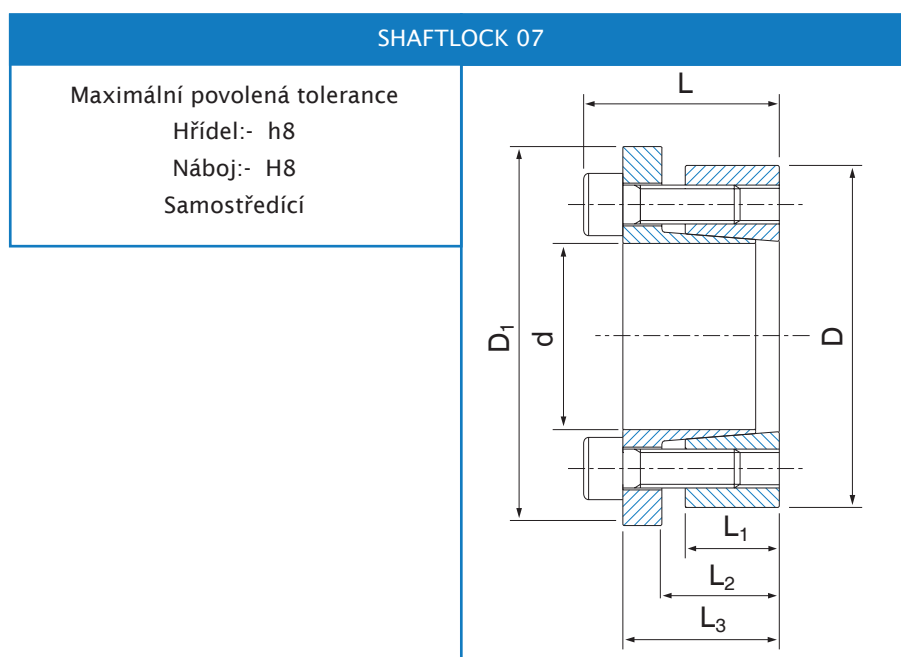 SHAFTLOCK 07
Maximální povolená tolerance
Hřídel:- h8
Náboj:- H8
Samostředící
L
D₁
d
D
L₁
L₂
L₃